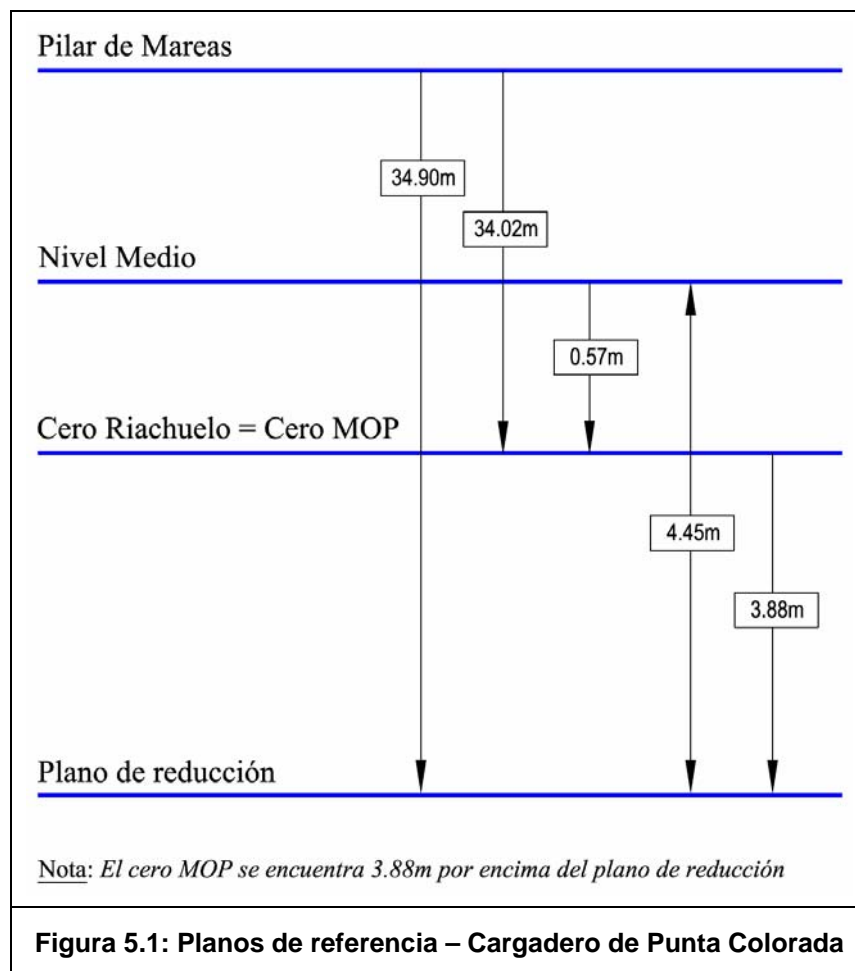 Pilar de Mareas
34.90m
34.02m
Nivel Medio
0.57m
Cero Riachuelo = Cero MOP
4.45m
3.88m
Plano de reducción
Nota: El cero MOP se encuentra 3.88m por encima del plano de reducción
Figura 5.1: Planos de referencia – Cargadero de Punta Colorada